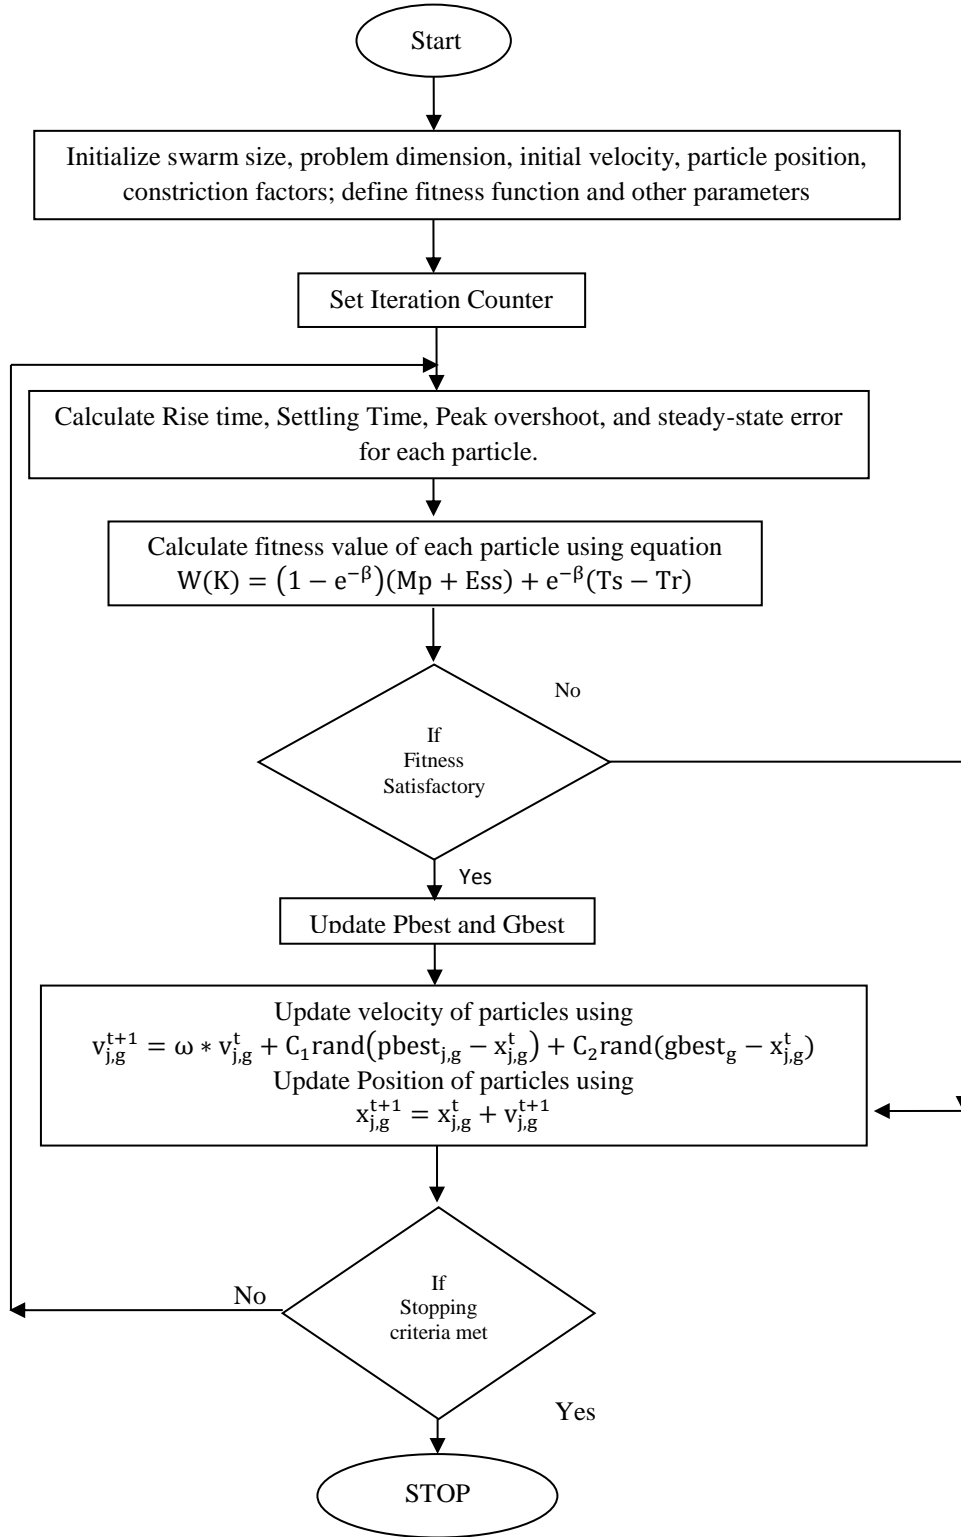 Start
Initialize swarm size, problem dimension, initial velocity, particle position,
constriction factors; define fitness function and other parameters
Set Iteration Counter
Calculate Rise time, Settling Time, Peak overshoot, and steady-state error
for each particle.
Calculate fitness value of each particle using equation
W(K) = (1 − e^{−β})(Mp + Ess) + e^{−β}(Ts − Tr)
No
If
Fitness
Satisfactory
Yes
Update Pbest and Gbest
Update velocity of particles using
v_{j,g}^{t+1} = ω * v_{j,g}^{t} + C_1rand(pbest_{j,g} − x_{j,g}^{t}) + C_2rand(gbest_g − x_{j,g}^{t})
Update Position of particles using
x_{j,g}^{t+1} = x_{j,g}^{t} + v_{j,g}^{t+1}
No
If
Stopping
criteria met
Yes
STOP